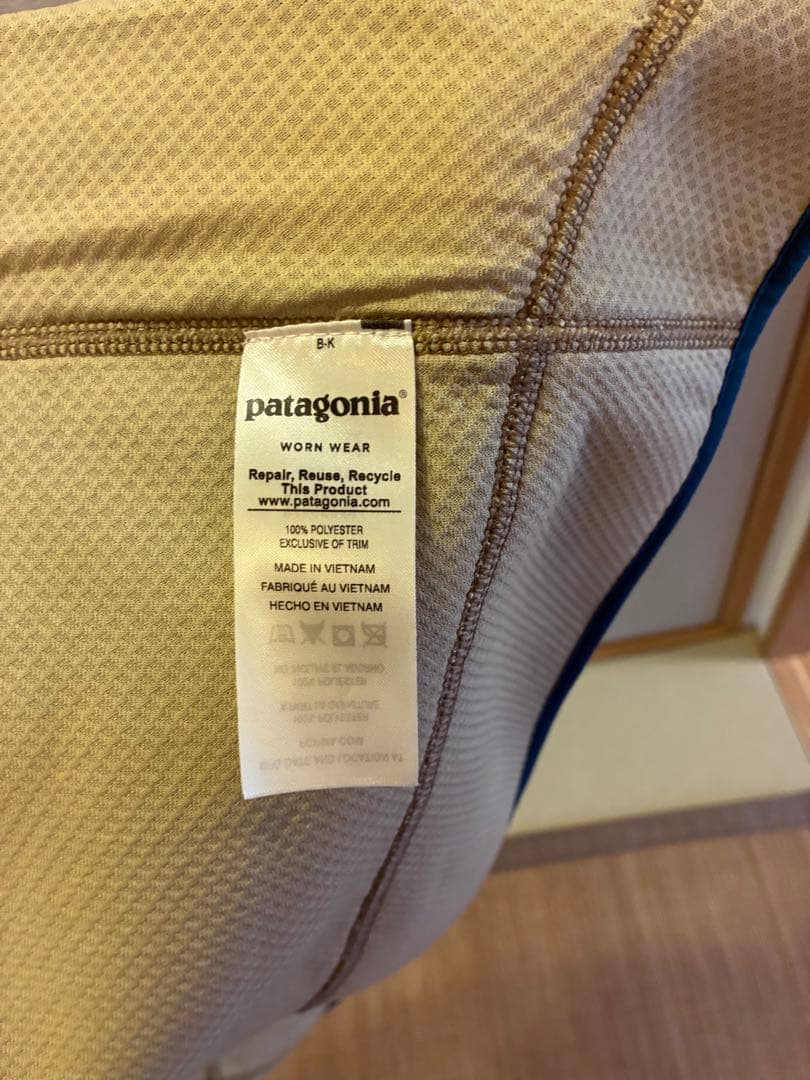 B-K
patagonia®
WORN WEAR
Repair, Reuse, Recycle
This Product
www.patagonia.com
100% POLYESTER
EXCLUSIVE OF TRIM
MADE IN VIETNAM
FABRIQUÉ AU VIETNAM
HECHO EN VIETNAM